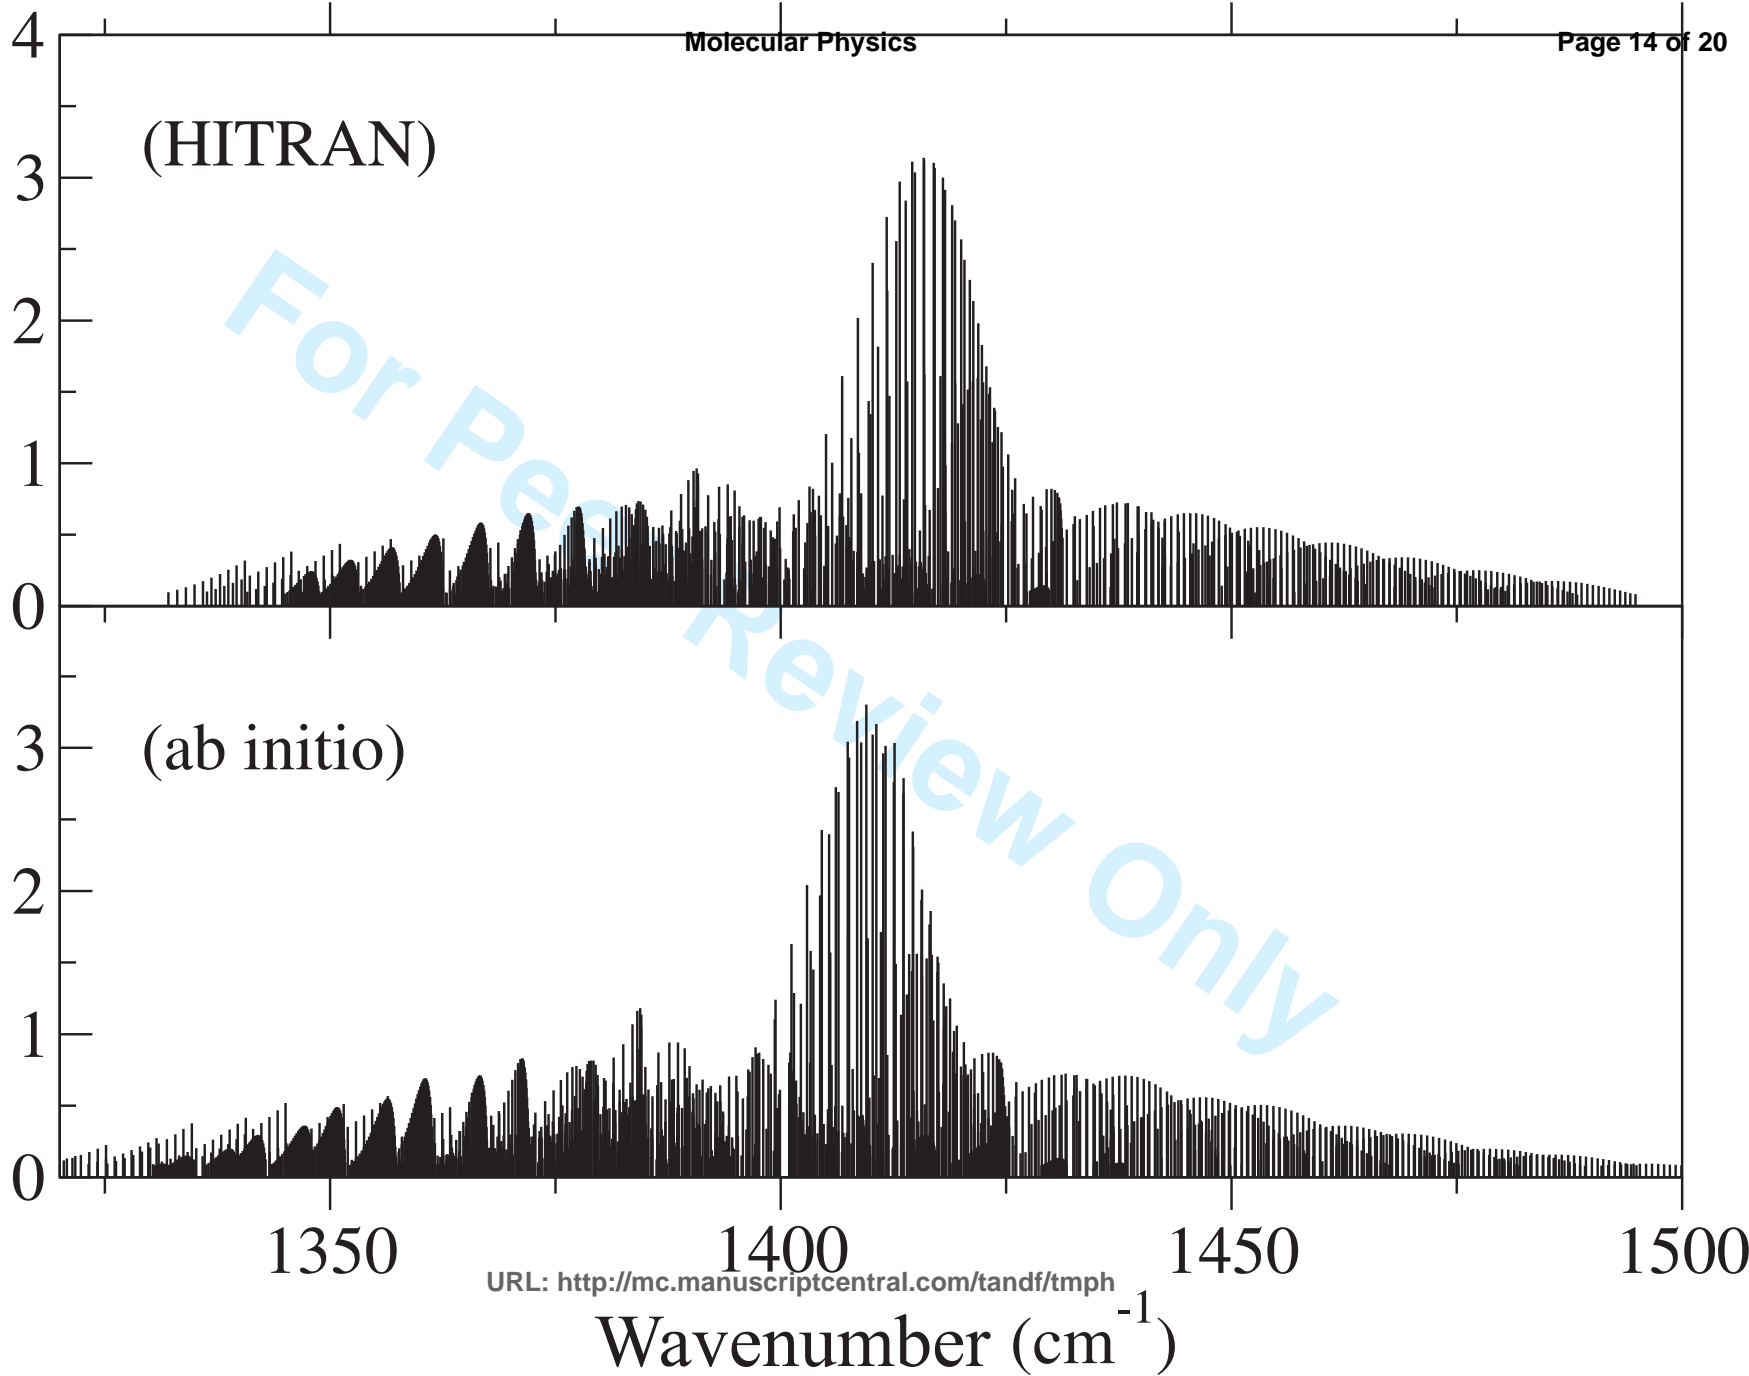 Molecular Physics Page 14 of 20
4
(HITRAN)
3
2
1
0
(ab initio)
3
2
1
0
1350 1400 1450 1500
URL: http://mc.manuscriptcentral.com/tandf/tmph
Wavenumber (cm-1)
For Peer Review Only